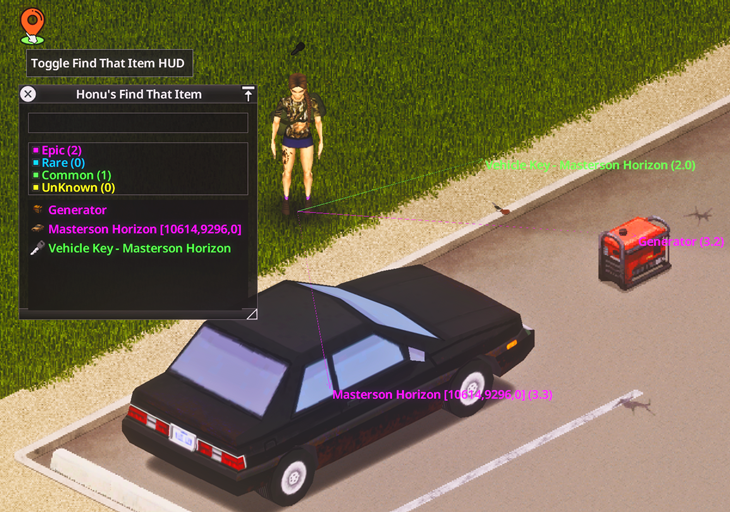 Toggle Find That Item HUD
Honu's Find That Item
Epic (2)
Rare (0)
Common (1)
UnKnown (0)
Generator
Masterson Horizon [10614,9296,0]
Vehicle Key - Masterson Horizon
Vehicle Key - Masterson Horizon (2.0)
Generator (3.2)
Masterson Horizon [10614,9296,0] (3.3)